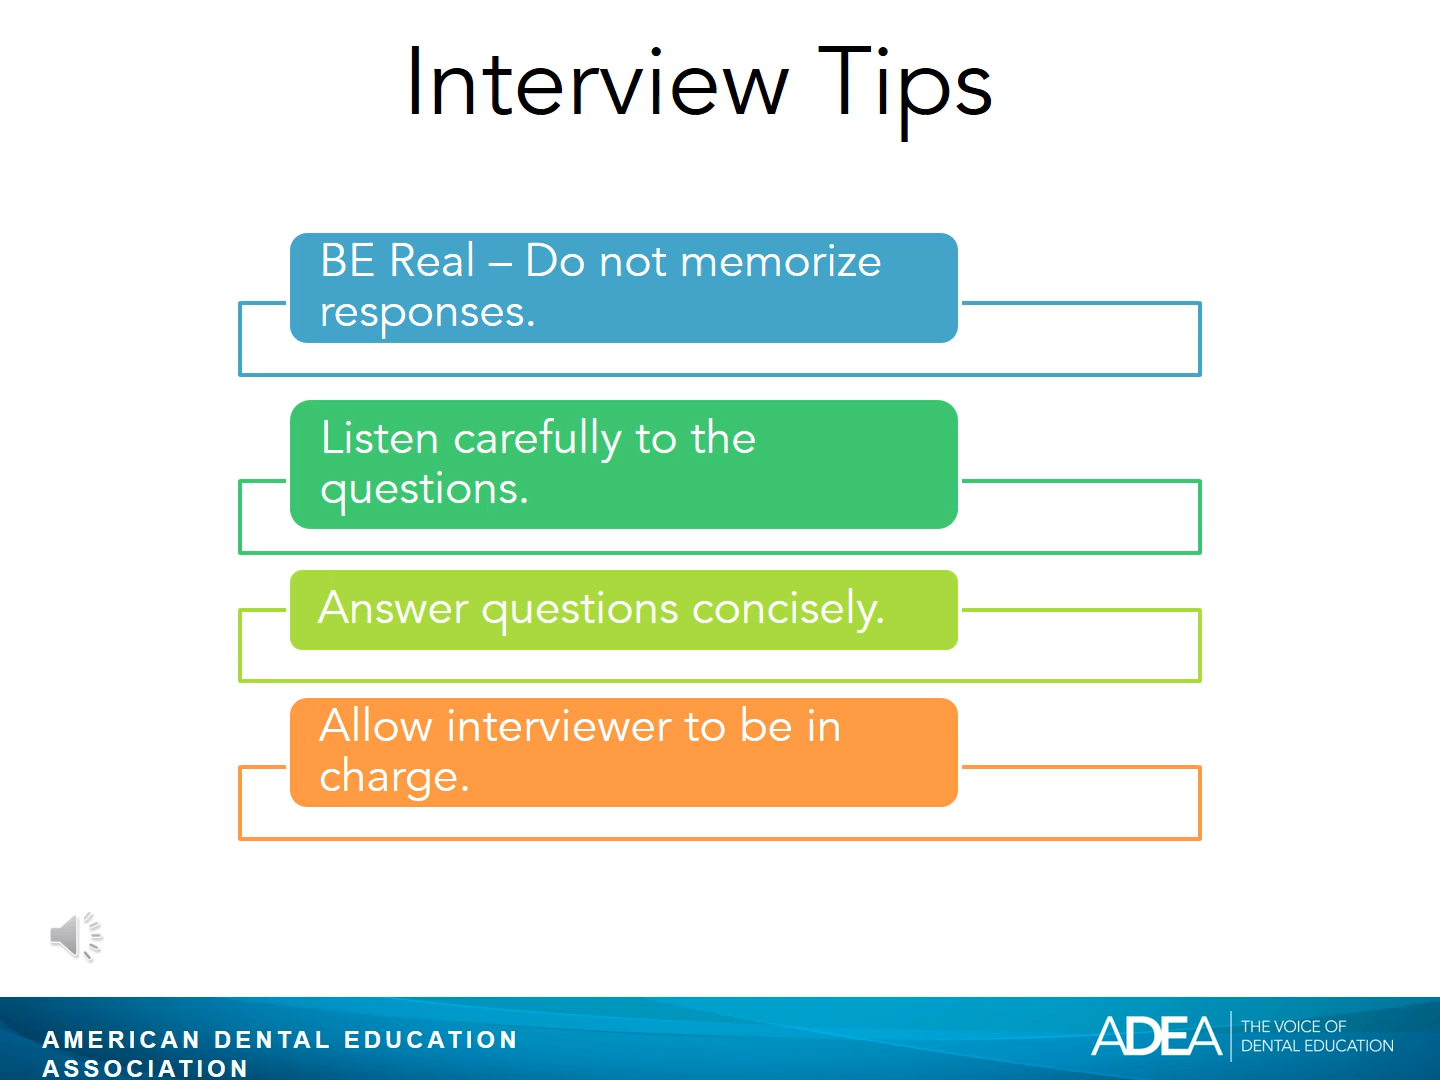 Interview Tips
BE Real – Do not memorize
responses.
Listen carefully to the
questions.
Answer questions concisely.
Allow interviewer to be in
charge.
AMERICAN DENTAL EDUCATION
ASSOCIATION
ADEA
THE VOICE OF
DENTAL EDUCATION